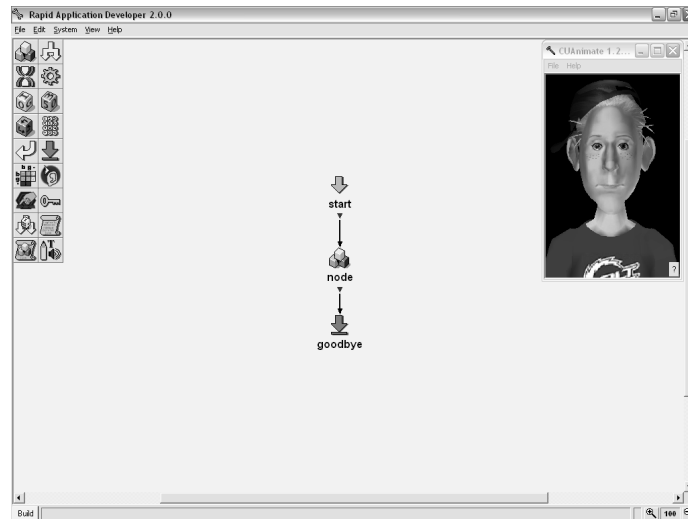 Rapid Application Developer 2.0.0
File Edit System View Help
CUAnimate 1.2...
File Help
start
node
goodbye
?
Build
100